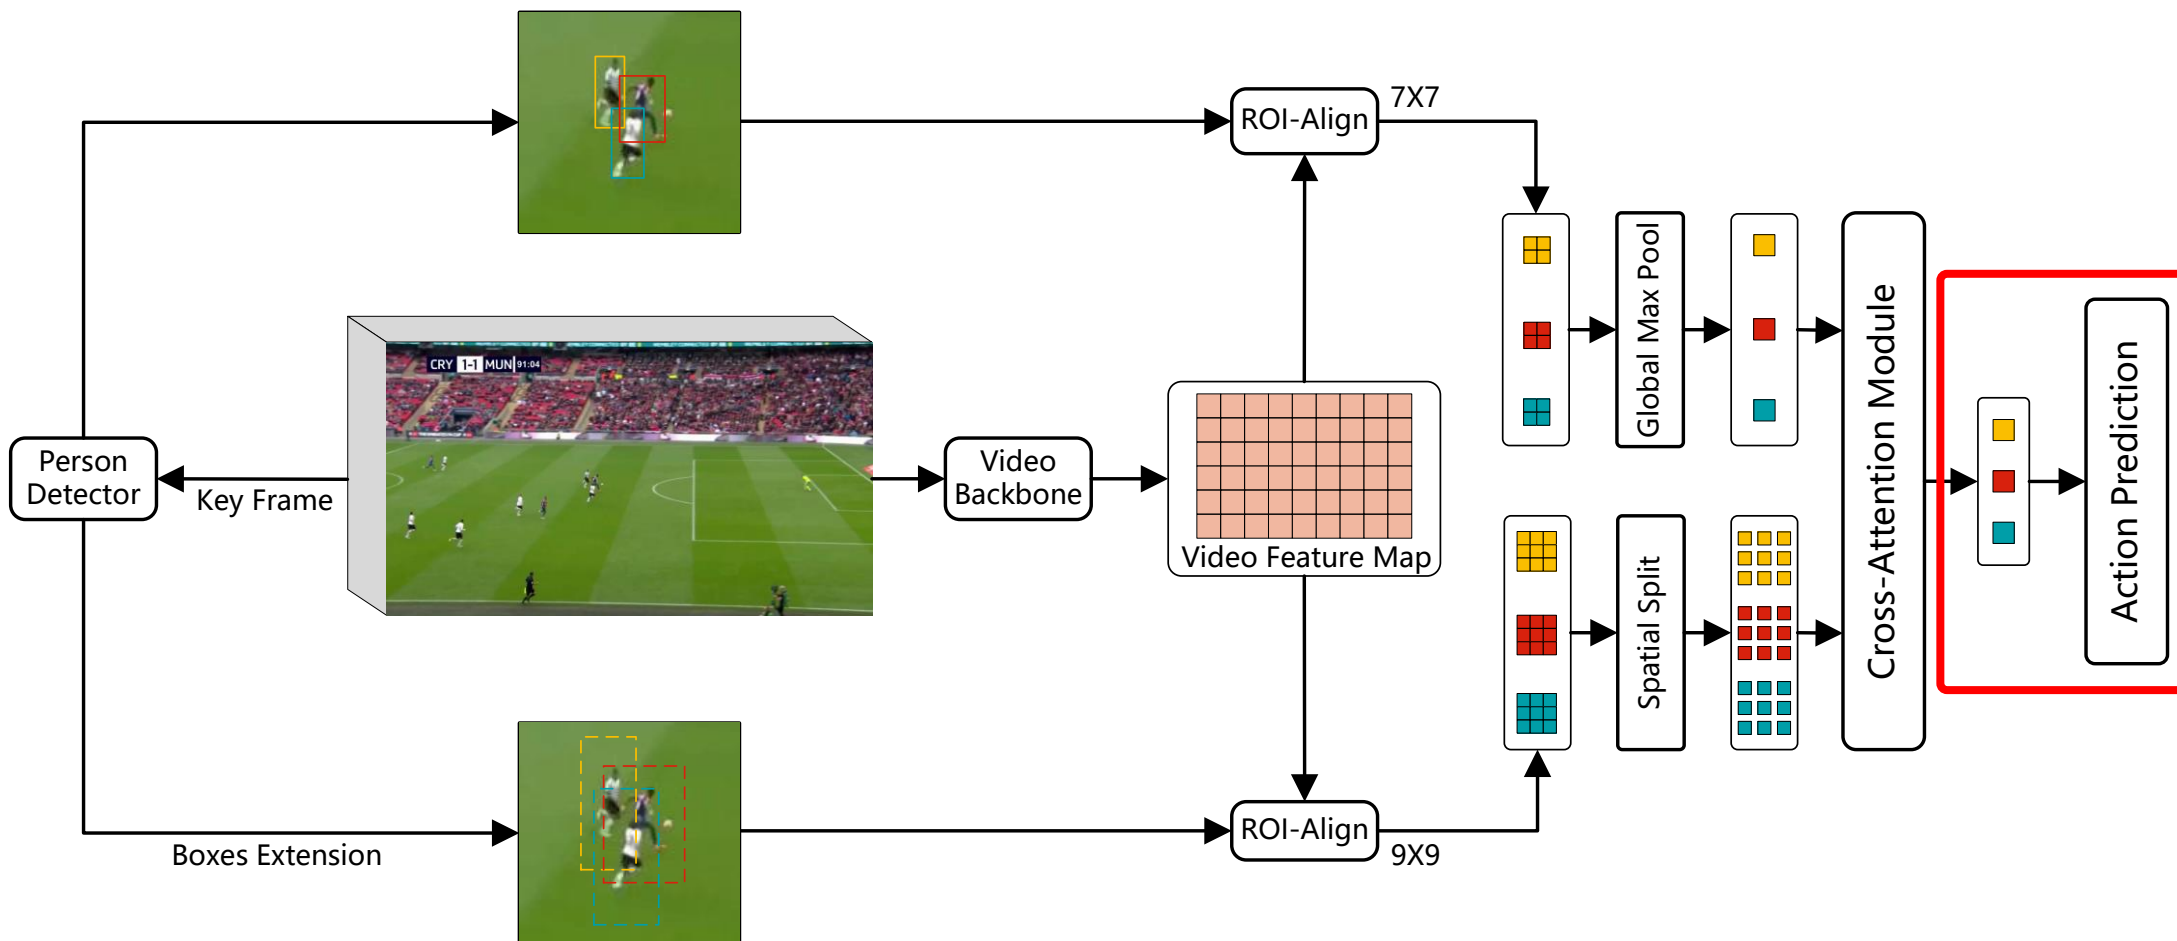 7X7
ROI-Align
Global Max Pool
CRY 1-1 MUN 91:04
Person
Detector
Key Frame
Video
Backbone
Video Feature Map
Cross-Attention Module
Action Prediction
Spatial Split
Boxes Extension
ROI-Align
9X9